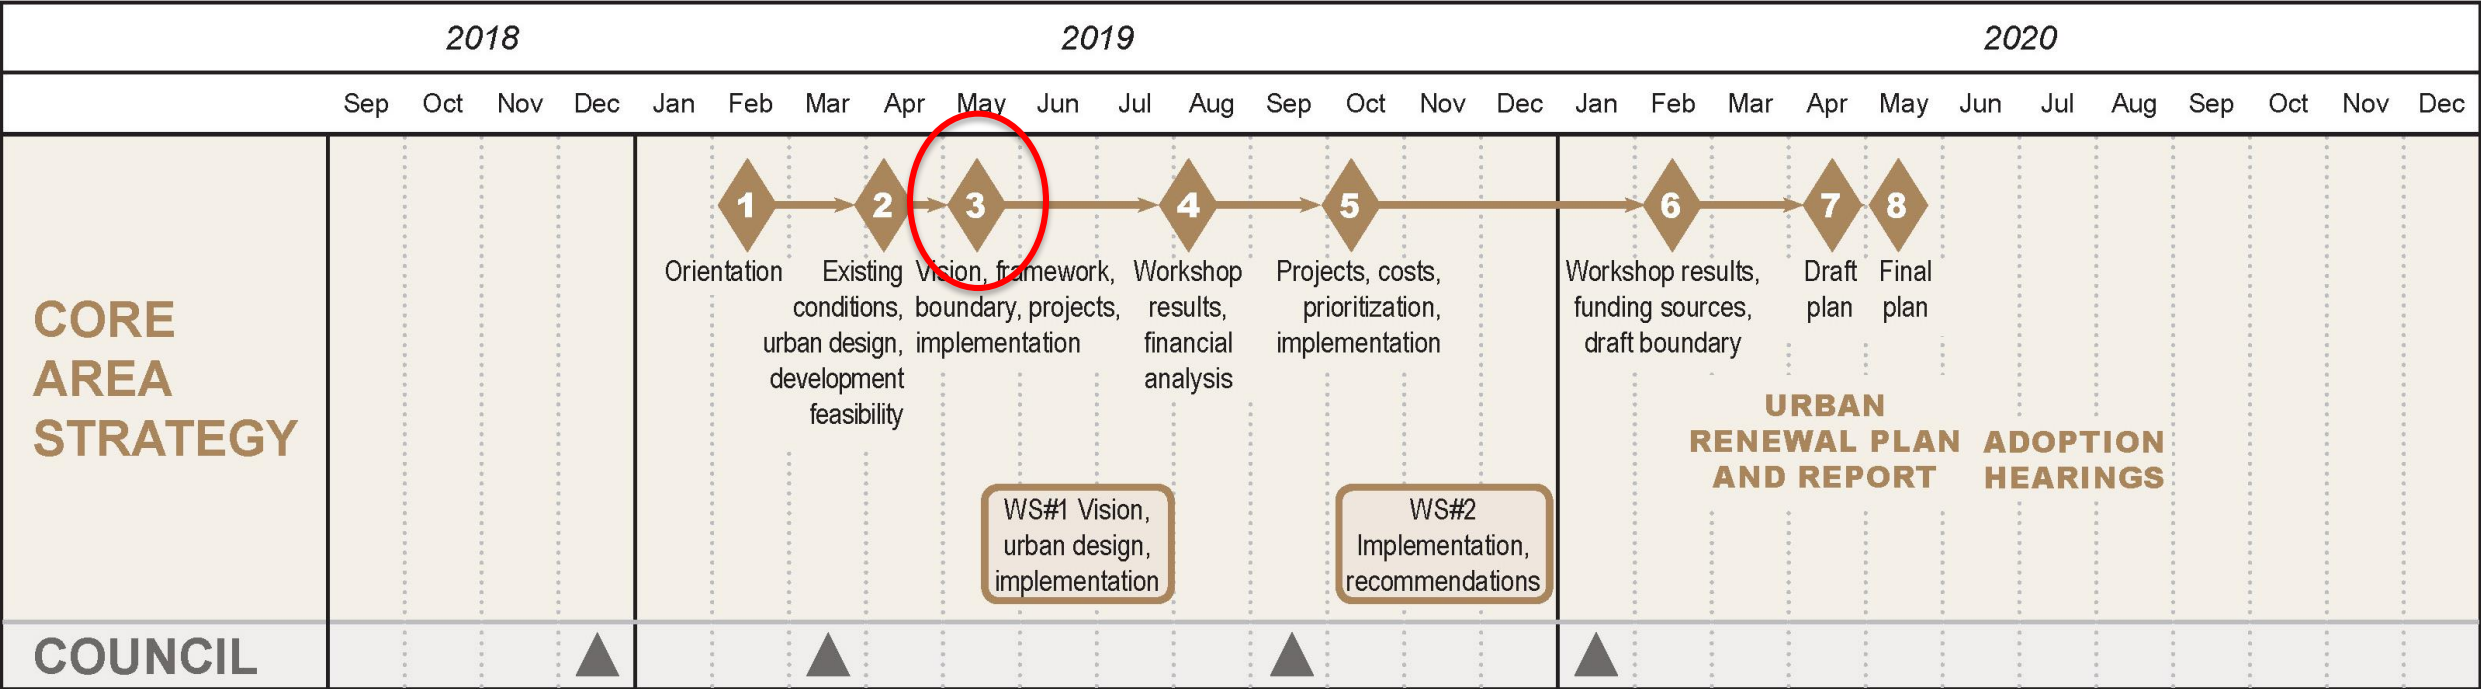 2018 2019 2020
Sep Oct Nov Dec Jan Feb Mar Apr May Jun Jul Aug Sep Oct Nov Dec Jan Feb Mar Apr May Jun Jul Aug Sep Oct Nov Dec
CORE
AREA
STRATEGY
1 2 3 4 5 6 7 8
Orientation
Existing
conditions,
urban design,
development
feasibility
Vision, framework,
boundary, projects,
implementation
Workshop
results,
financial
analysis
Projects, costs,
prioritization,
implementation
Workshop results,
funding sources,
draft boundary
Draft
plan
Final
plan
URBAN
RENEWAL PLAN
AND REPORT
ADOPTION
HEARINGS
WS#1 Vision,
urban design,
implementation
WS#2
Implementation,
recommendations
COUNCIL